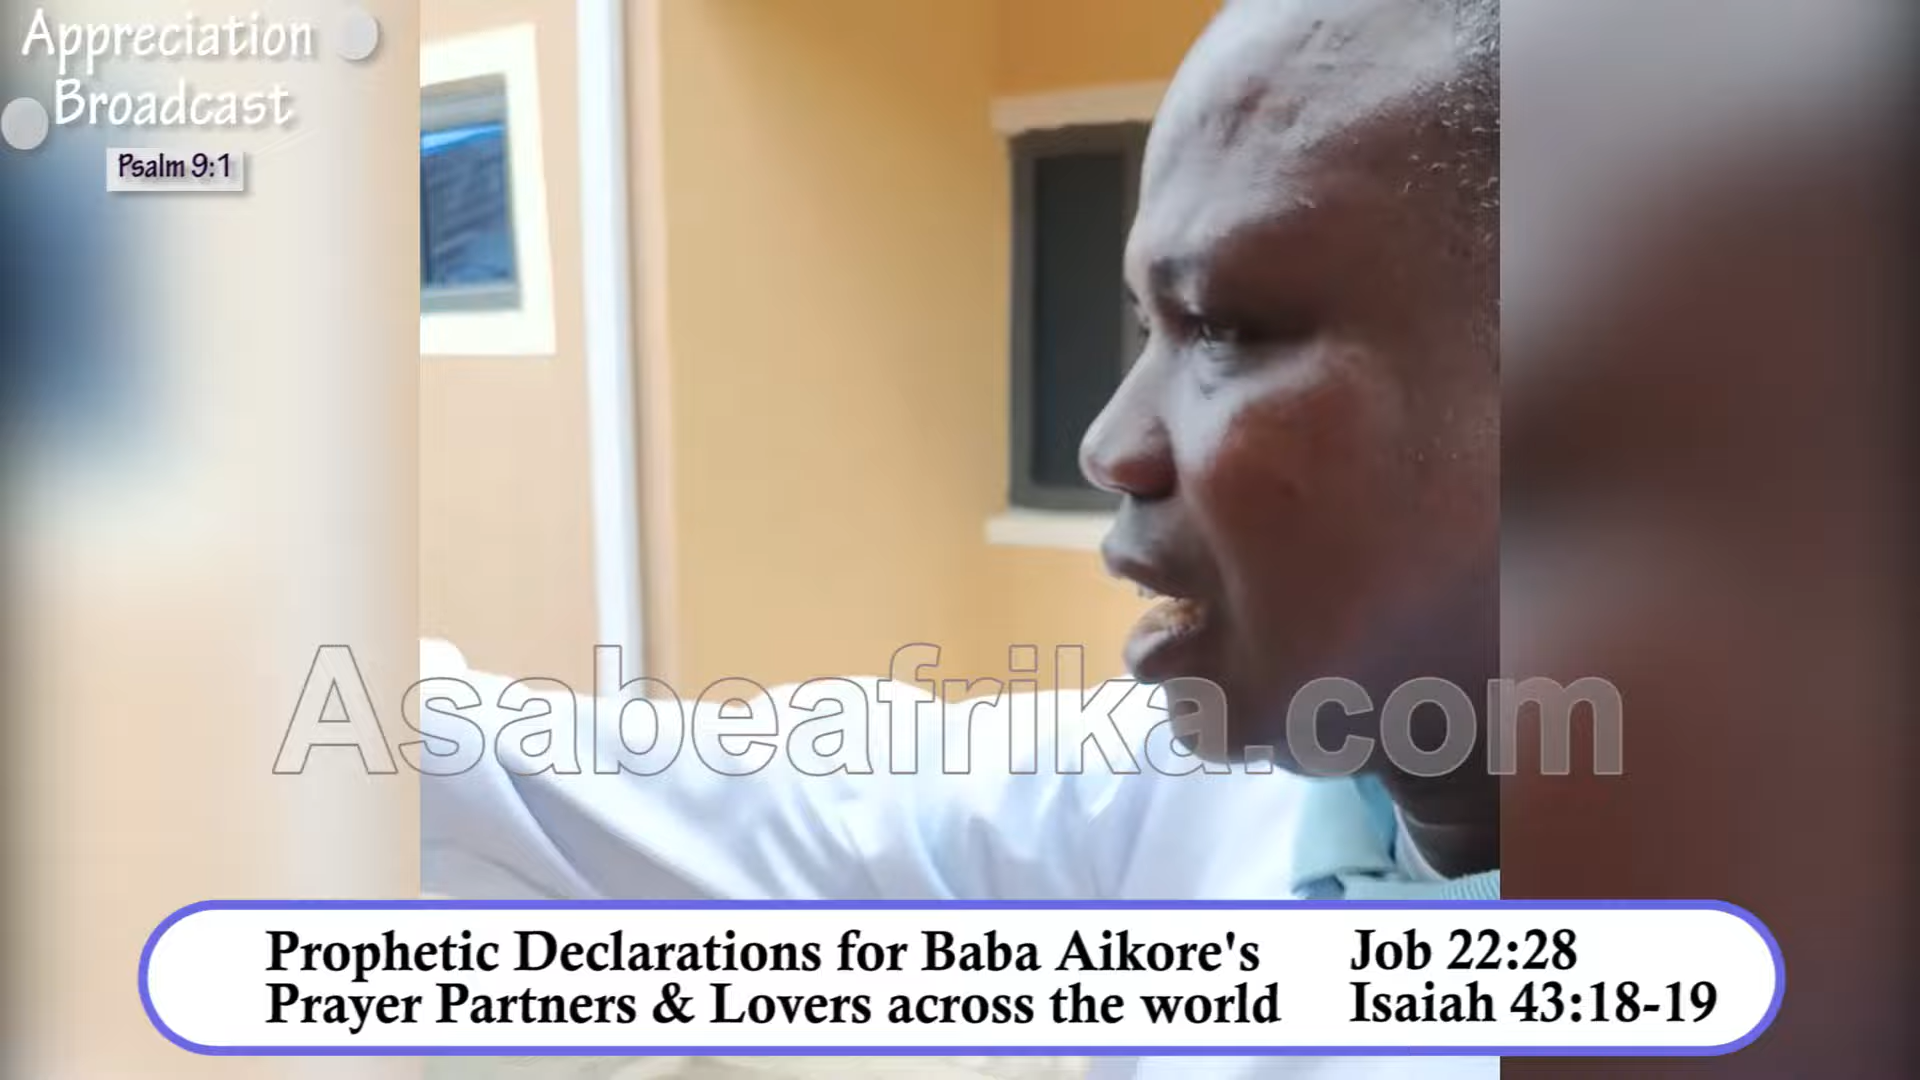 Appreciation
Broadcast
Psalm 9:1
Asabeafrika.com
Prophetic Declarations for Baba Aikore's
Prayer Partners & Lovers across the world
Job 22:28
Isaiah 43:18-19